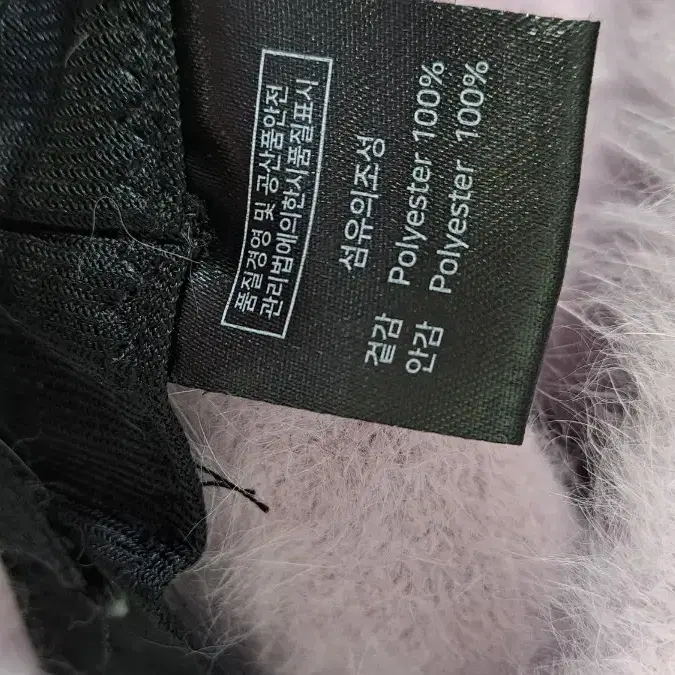 품질경영 및 공산품안전
관리법에의한시품질표시
섬유의조성
겉감 Polyester 100%
안감 Polyester 100%